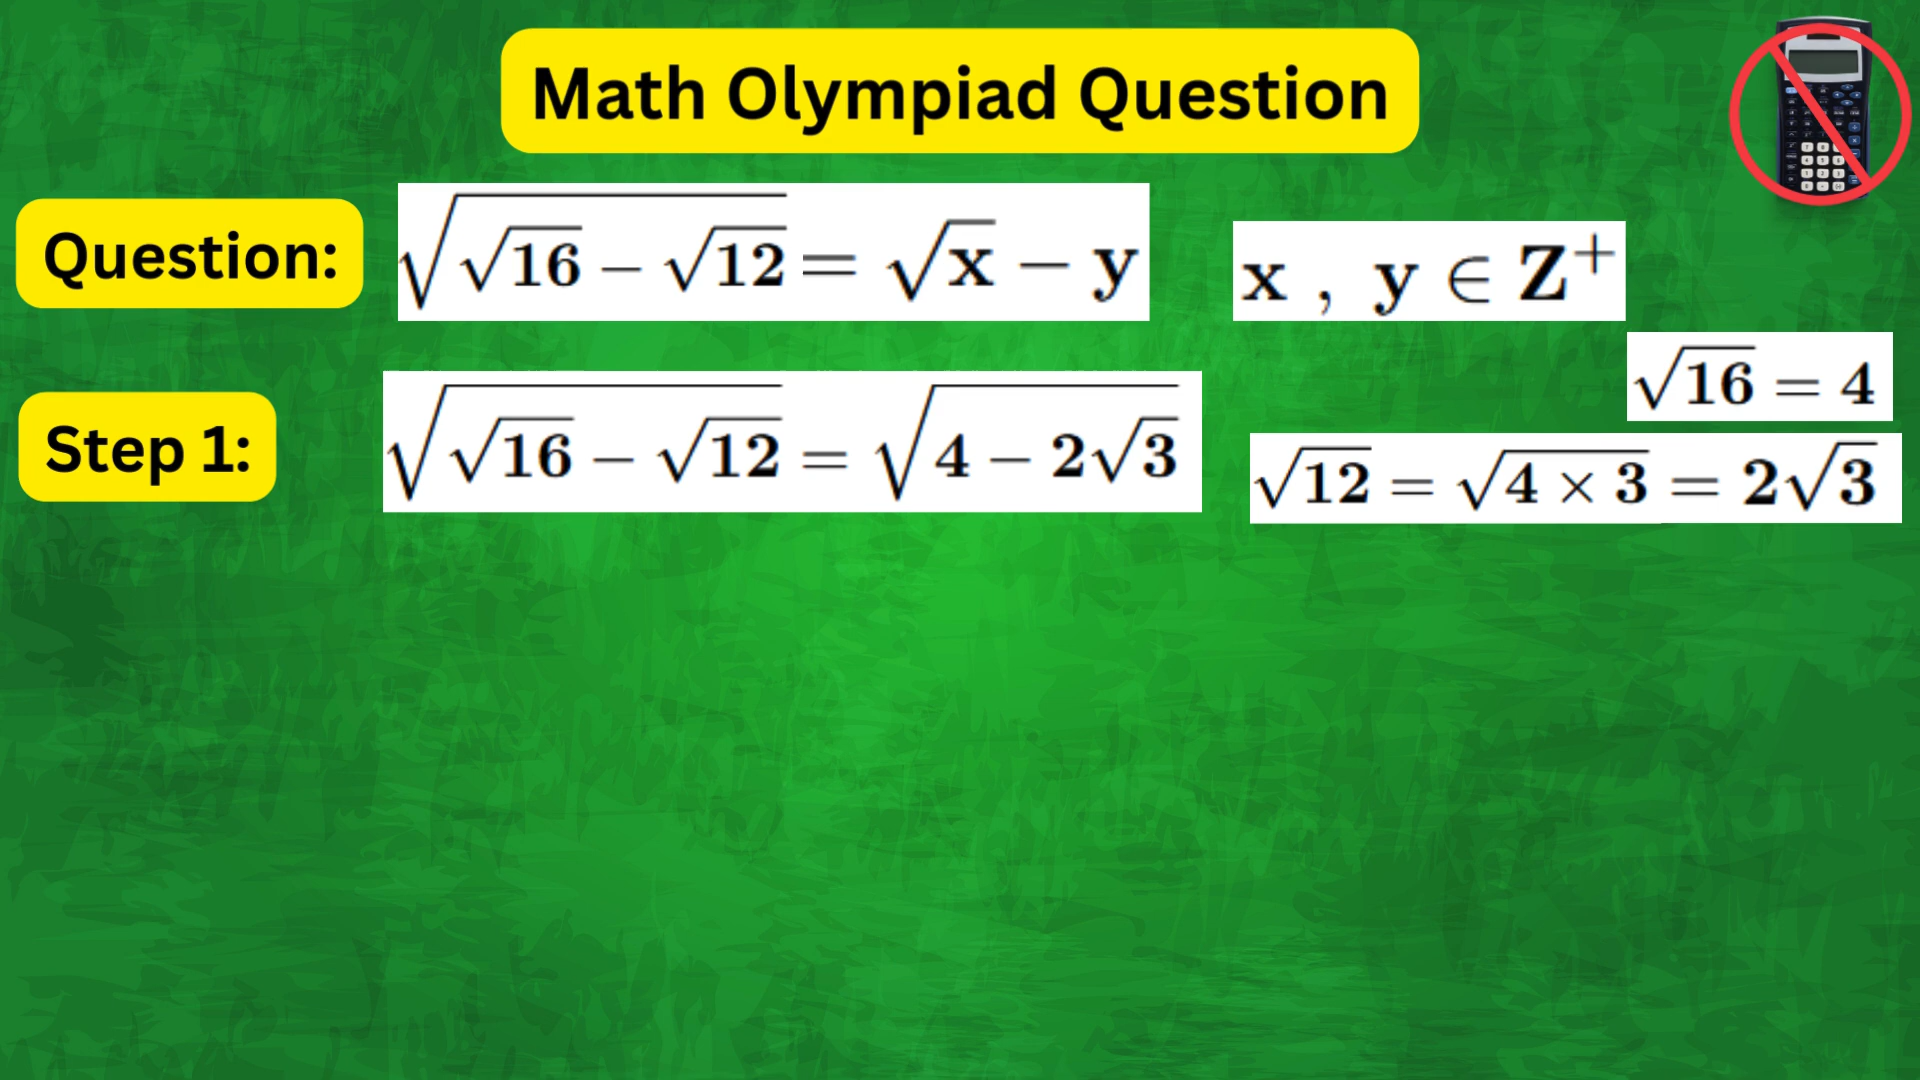 Math Olympiad Question
Question: √(√16 − √12) = √x − y    x , y ∈ Z⁺
√16 = 4
Step 1: √(√16 − √12) = √(4 − 2√3)    √12 = √(4 × 3) = 2√3